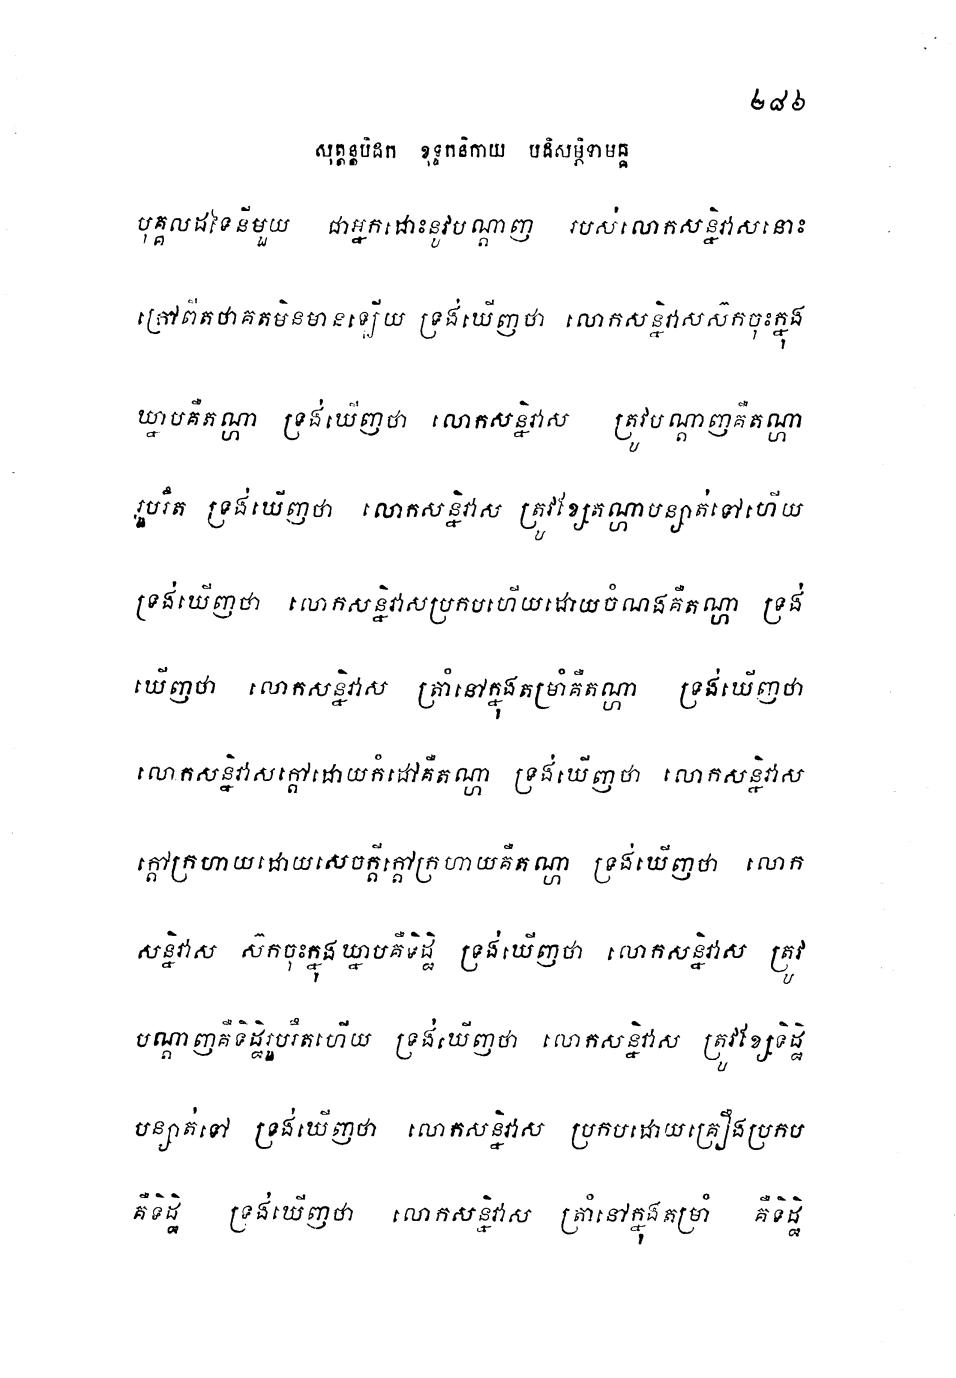 ២៨៦
សុត្តន្តបិដក ខុទ្ទកនិកាយ បដិសម្ភិទាមគ្គ
បុគ្គលដទៃនីមួយ ជាអ្នកដោះនូវបណ្តាញ របស់លោកសន្និវាសនោះ
ក្រៅពីតថាគតមិនមានឡើយ ទ្រង់ឃើញថា លោកសន្និវាសស៊កចុះក្នុង
ឃ្នាបគឺតណ្ហា ទ្រង់ឃើញថា លោកសន្និវាស ត្រូវបណ្តាញគឺតណ្ហា
រួបរឹត ទ្រង់ឃើញថា លោកសន្និវាស ត្រូវខ្សែតណ្ហាបន្សាត់ទៅហើយ
ទ្រង់ឃើញថា លោកសន្និវាសប្រកបហើយដោយចំណងគឺតណ្ហា ទ្រង់
ឃើញថា លោកសន្និវាស ត្រាំនៅក្នុងតម្រាំគឺតណ្ហា ទ្រង់ឃើញថា
លោកសន្និវាសក្តៅដោយកំដៅគឺតណ្ហា ទ្រង់ឃើញថា លោកសន្និវាស
ក្តៅក្រហាយដោយសេចក្តីក្តៅក្រហាយគឺតណ្ហា ទ្រង់ឃើញថា លោក
សន្និវាស ស៊កចុះក្នុងឃ្នាបគឺទិដ្ឋិ ទ្រង់ឃើញថា លោកសន្និវាស ត្រូវ
បណ្តាញគឺទិដ្ឋិរួបរឹតហើយ ទ្រង់ឃើញថា លោកសន្និវាស ត្រូវខ្សែទិដ្ឋិ
បន្សាត់ទៅ ទ្រង់ឃើញថា លោកសន្និវាស ប្រកបដោយគ្រឿងប្រកប
គឺទិដ្ឋិ ទ្រង់ឃើញថា លោកសន្និវាស ត្រាំនៅក្នុងតម្រាំ គឺទិដ្ឋិ